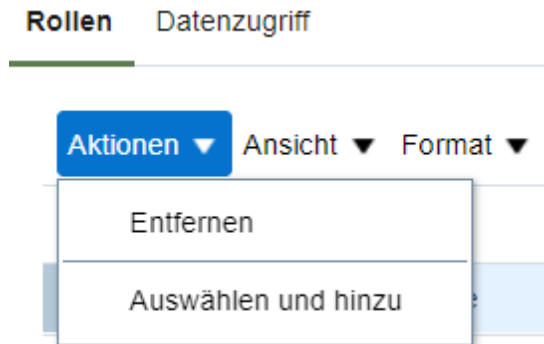 Rollen Datenzugriff
Aktionen Ansicht Format
Entfernen
Auswählen und hinzu